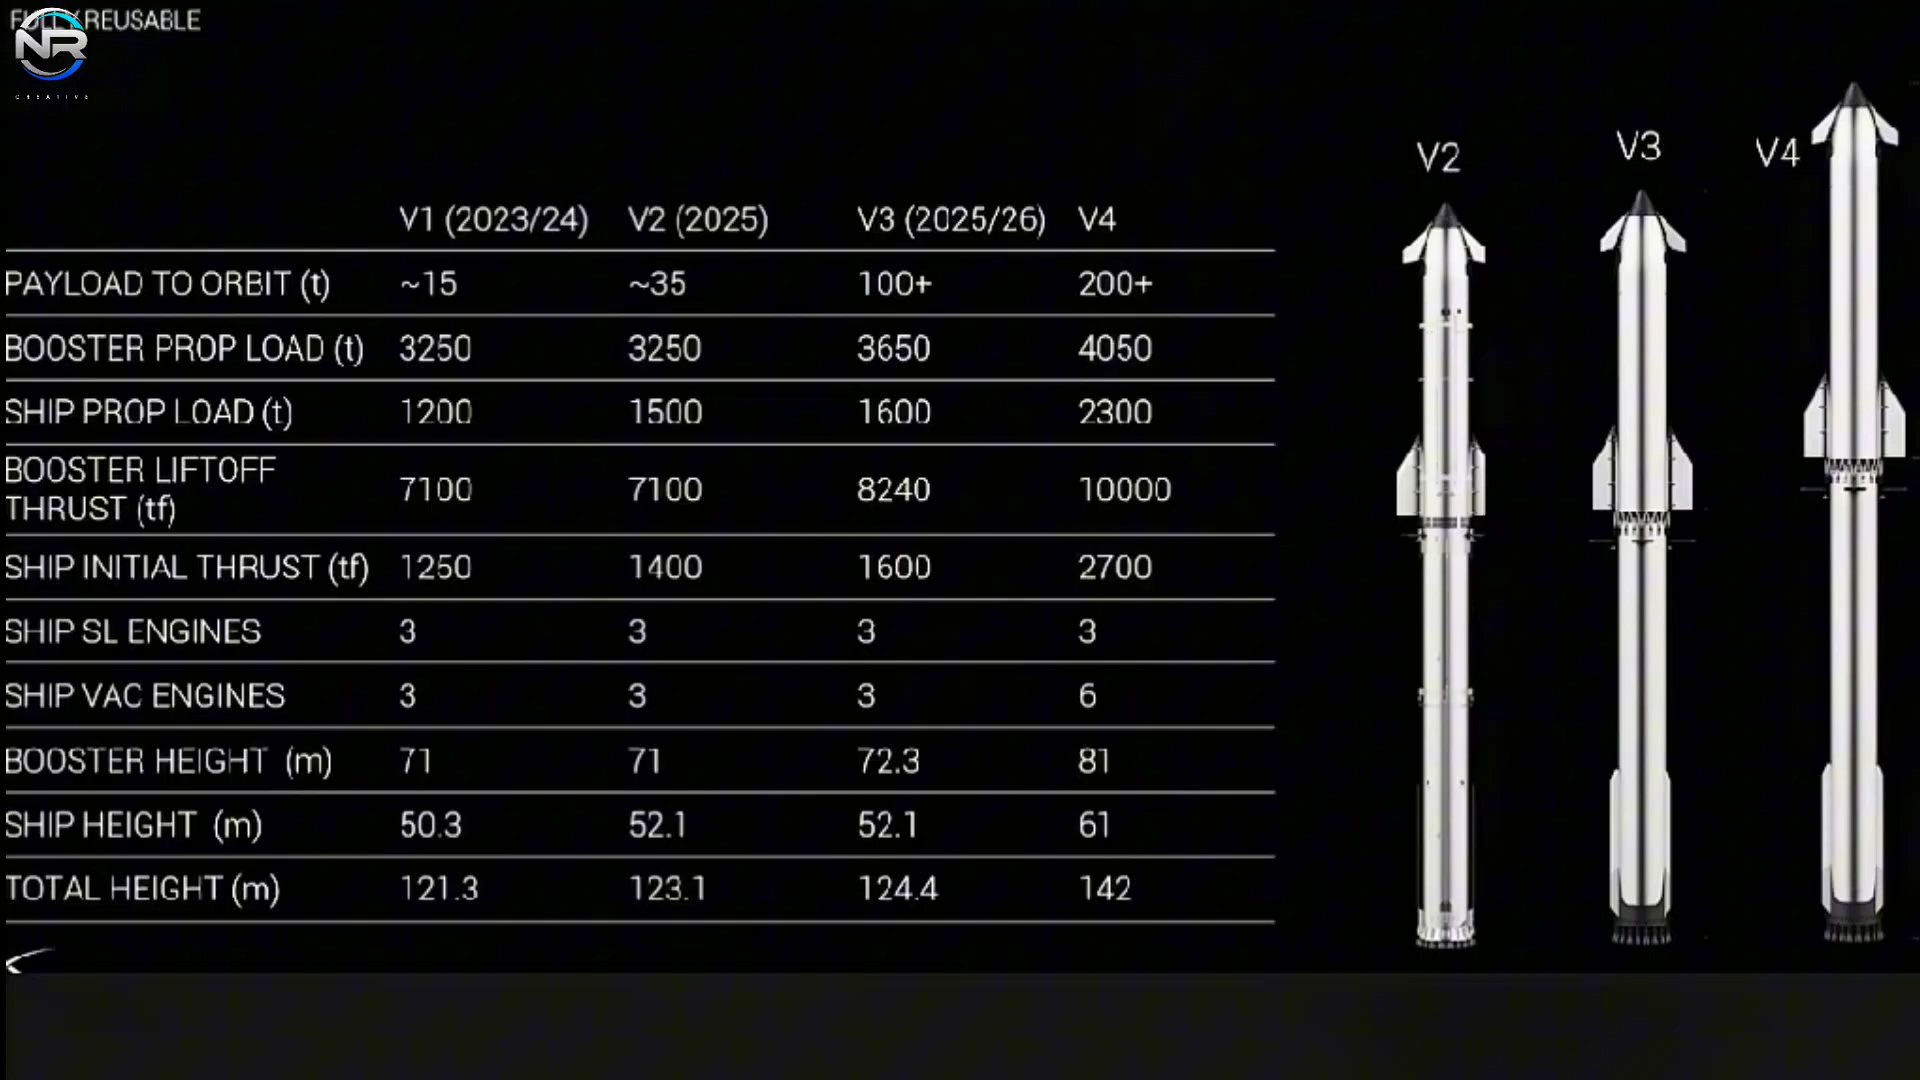 FULLY REUSABLE
NR
CREATIVE
V2
V3
V4
V1 (2023/24) V2 (2025) V3 (2025/26) V4
PAYLOAD TO ORBIT (t) ~15 ~35 100+ 200+
BOOSTER PROP LOAD (t) 3250 3250 3650 4050
SHIP PROP LOAD (t) 1200 1500 1600 2300
BOOSTER LIFTOFF
THRUST (tf) 7100 7100 8240 10000
SHIP INITIAL THRUST (tf) 1250 1400 1600 2700
SHIP SL ENGINES 3 3 3 3
SHIP VAC ENGINES 3 3 3 6
BOOSTER HEIGHT (m) 71 71 72.3 81
SHIP HEIGHT (m) 50.3 52.1 52.1 61
TOTAL HEIGHT (m) 121.3 123.1 124.4 142